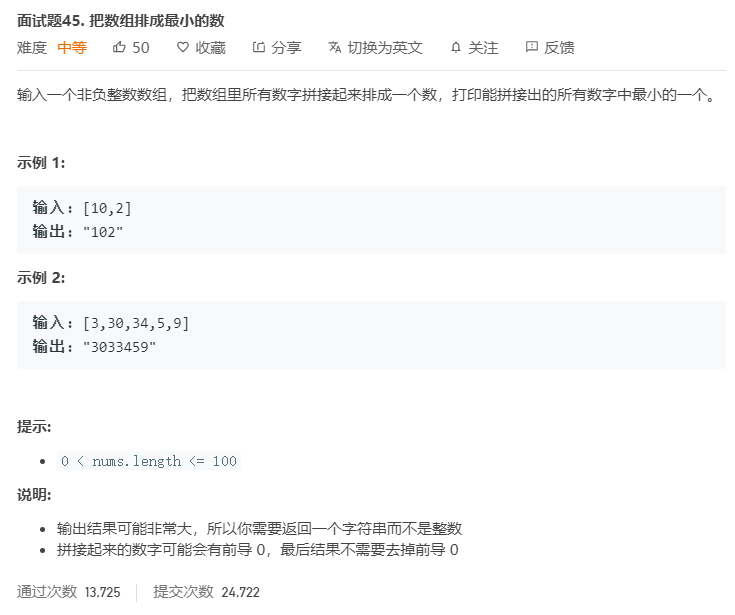 面试题45. 把数组排成最小的数
难度 中等 50 收藏 分享 切换为英文 关注 反馈
输入一个非负整数数组，把数组里所有数字拼接起来排成一个数，打印能拼接出的所有数字中最小的一个。
示例 1:
输入: [10,2]
输出: "102"
示例 2:
输入: [3,30,34,5,9]
输出: "3033459"
提示:
0 < nums.length <= 100
说明:
输出结果可能非常大，所以你需要返回一个字符串而不是整数
拼接起来的数字可能会有前导 0，最后结果不需要去掉前导 0
通过次数 13,725 提交次数 24,722